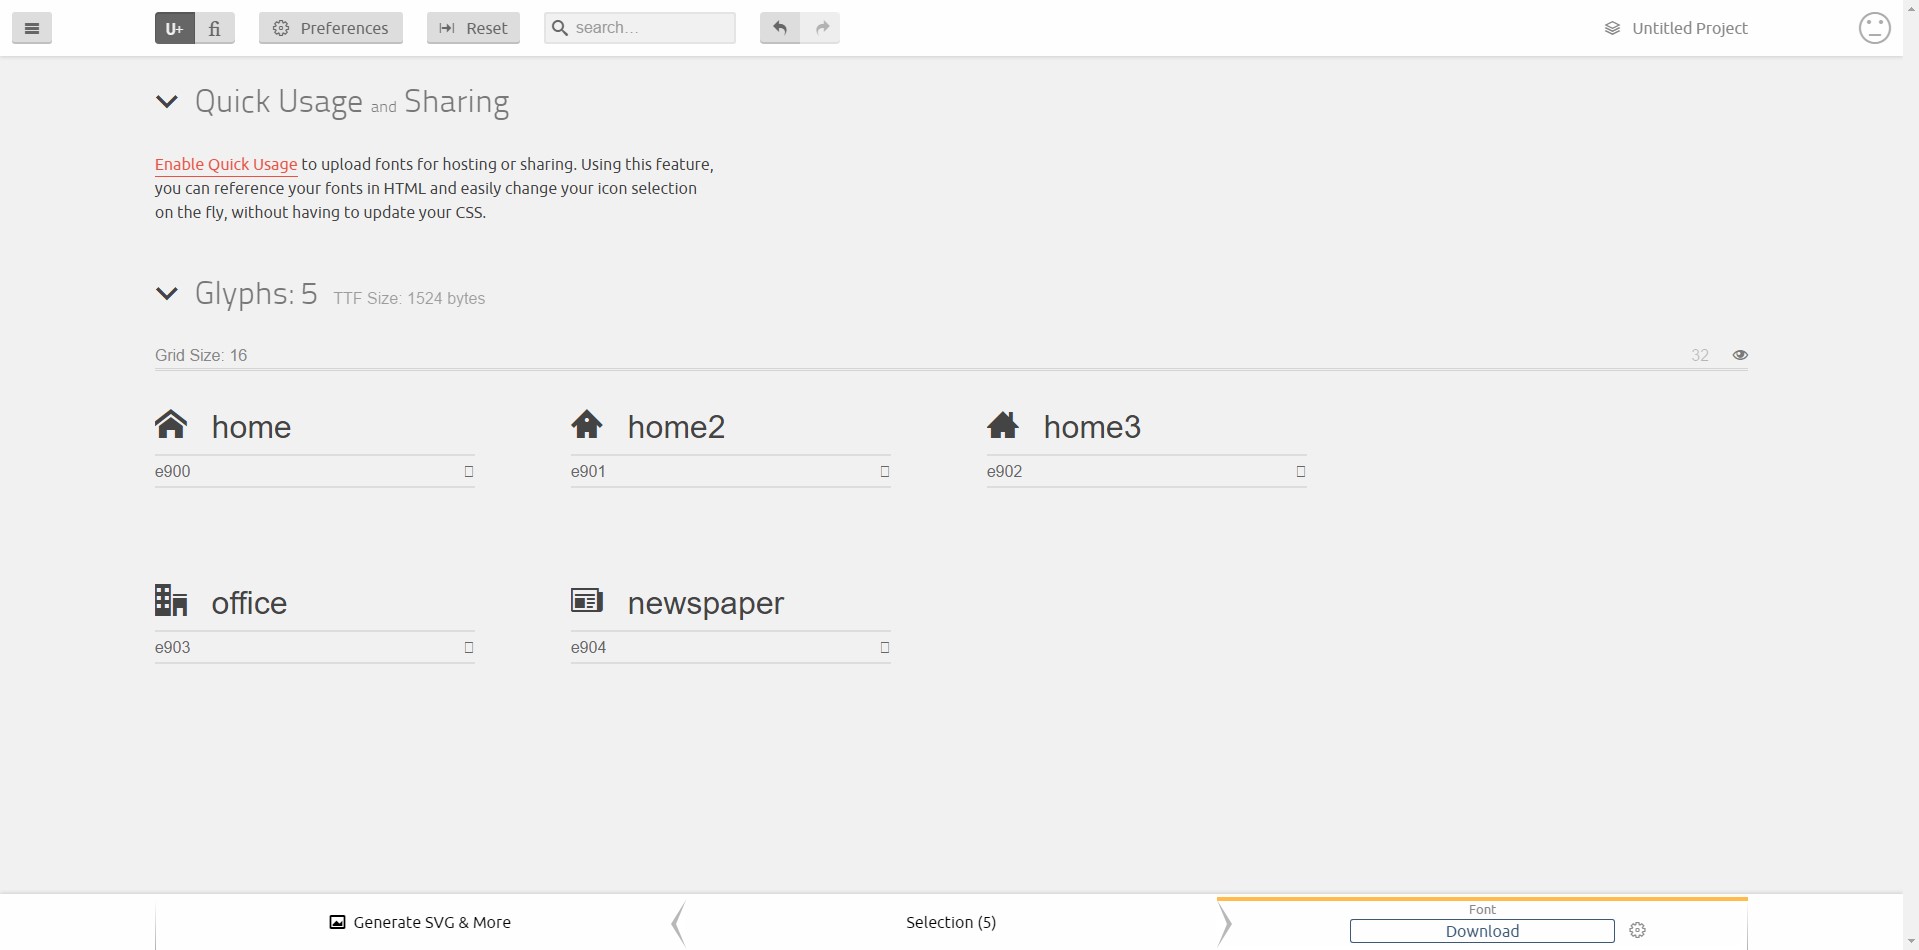 U+ fi Preferences Reset search... Untitled Project
Quick Usage and Sharing
Enable Quick Usage to upload fonts for hosting or sharing. Using this feature,
you can reference your fonts in HTML and easily change your icon selection
on the fly, without having to update your CSS.
Glyphs: 5 TTF Size: 1524 bytes
Grid Size: 16 32
home home2 home3
e900 e901 e902
office newspaper
e903 e904
Generate SVG & More Selection (5) Font
Download